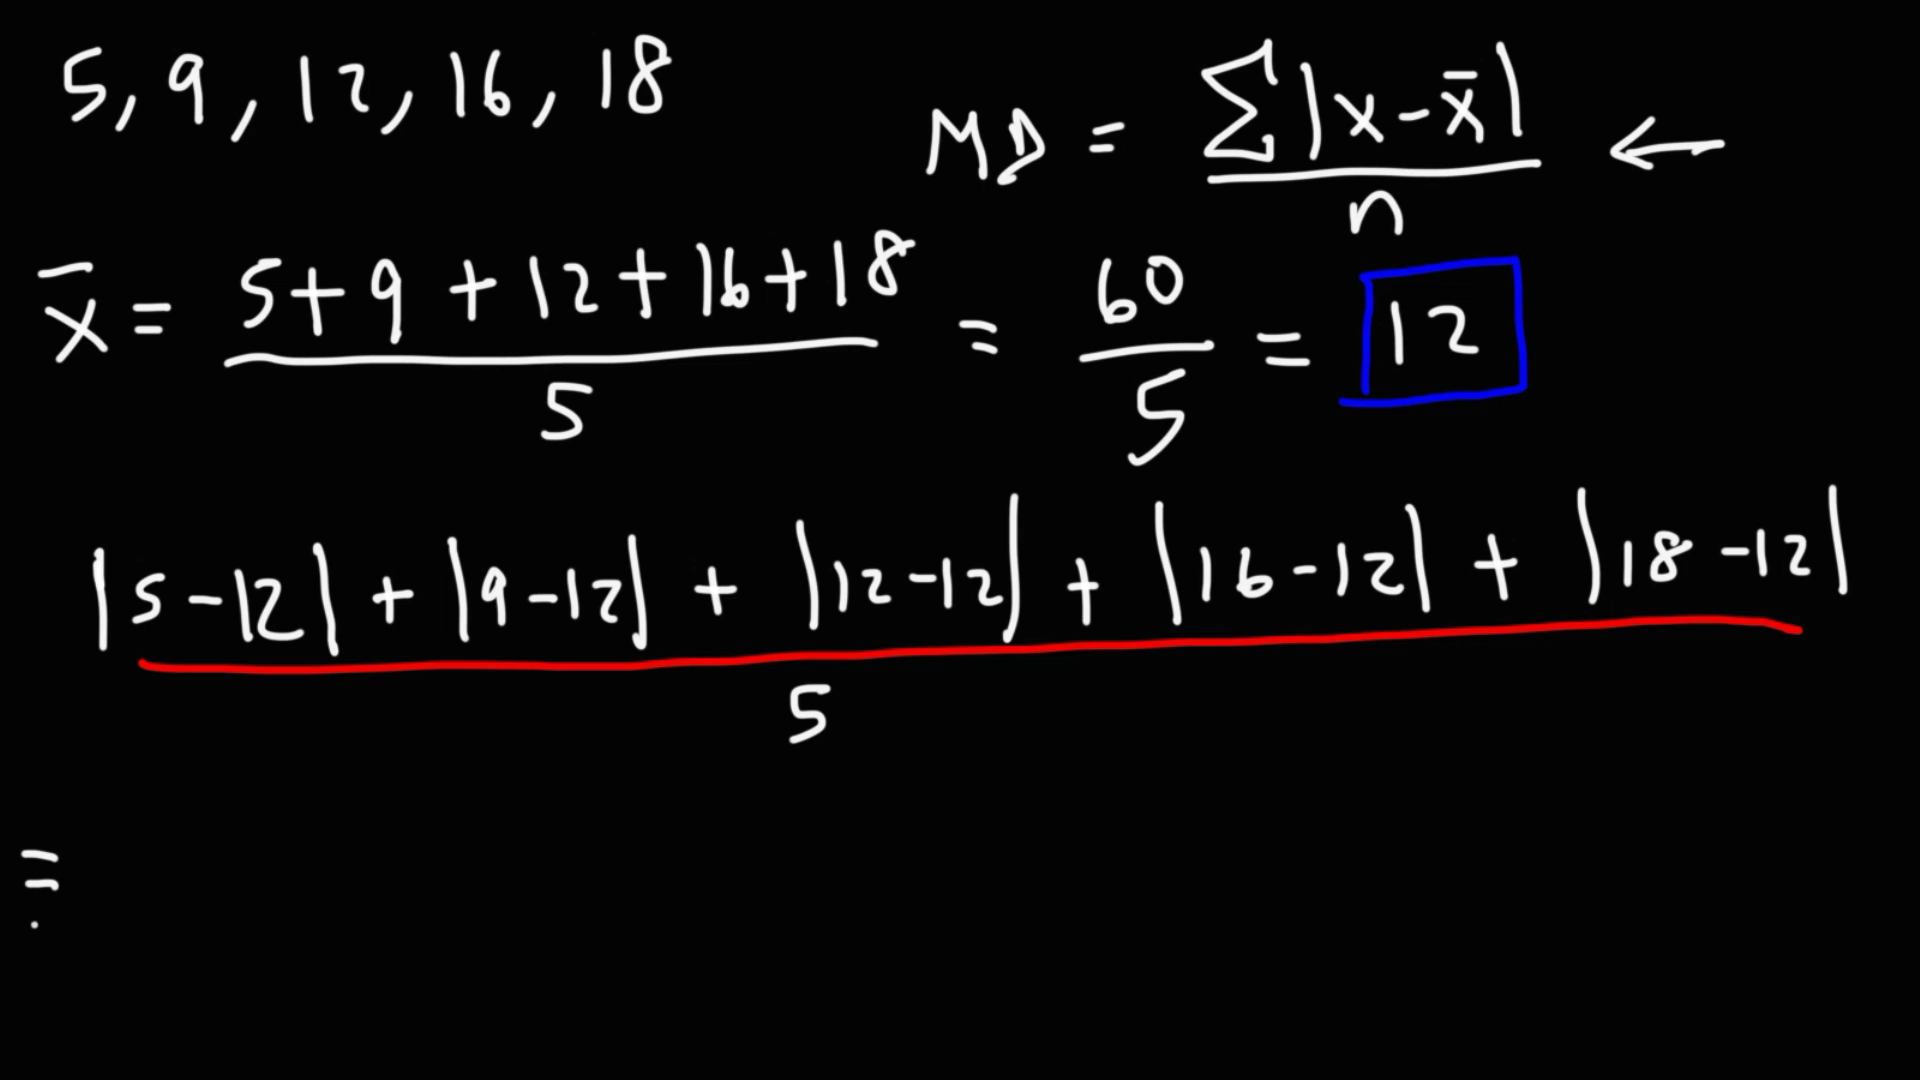 5, 9, 12, 16, 18
MD = ∑|x-x̄| / n ←
x̄ = 5+9+12+16+18 / 5 = 60/5 = 12
|5-12| + |9-12| + |12-12| + |16-12| + |18-12|
5
=